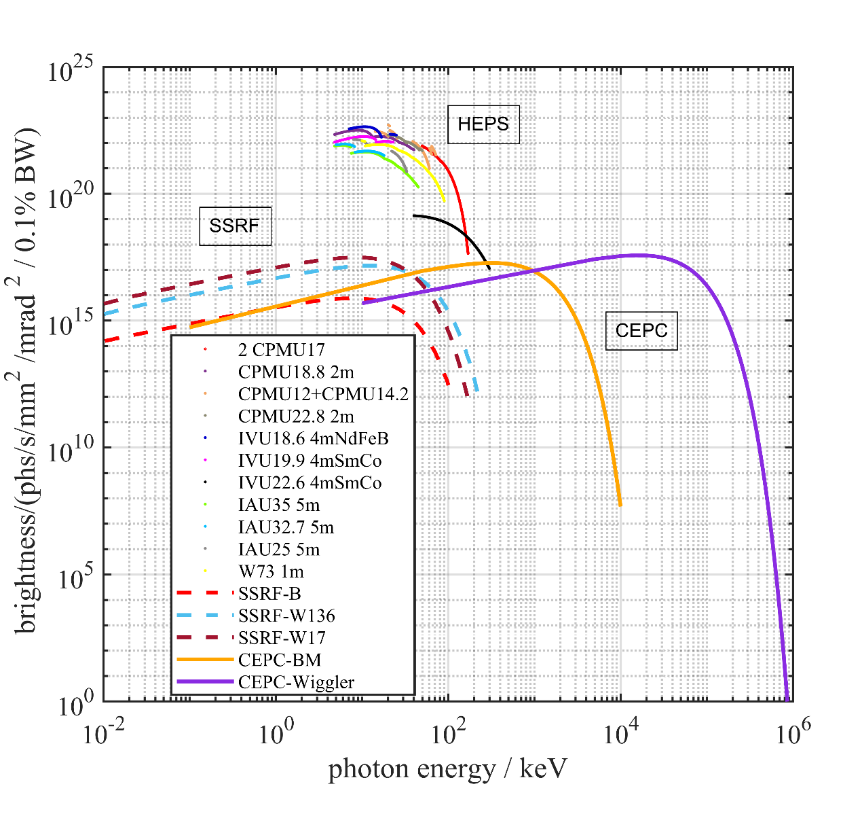 10^25
10^20
10^15
10^10
10^5
10^0
brightness/(phs/s/mm^2 /mrad^2 / 0.1% BW)
HEPS
SSRF
CEPC
2 CPMU17
CPMU18.8 2m
CPMU12+CPMU14.2
CPMU22.8 2m
IVU18.6 4mNdFeB
IVU19.9 4mSmCo
IVU22.6 4mSmCo
IAU35 5m
IAU32.7 5m
IAU25 5m
W73 1m
SSRF-B
SSRF-W136
SSRF-W17
CEPC-BM
CEPC-Wiggler
10^-2 10^0 10^2 10^4 10^6
photon energy / keV